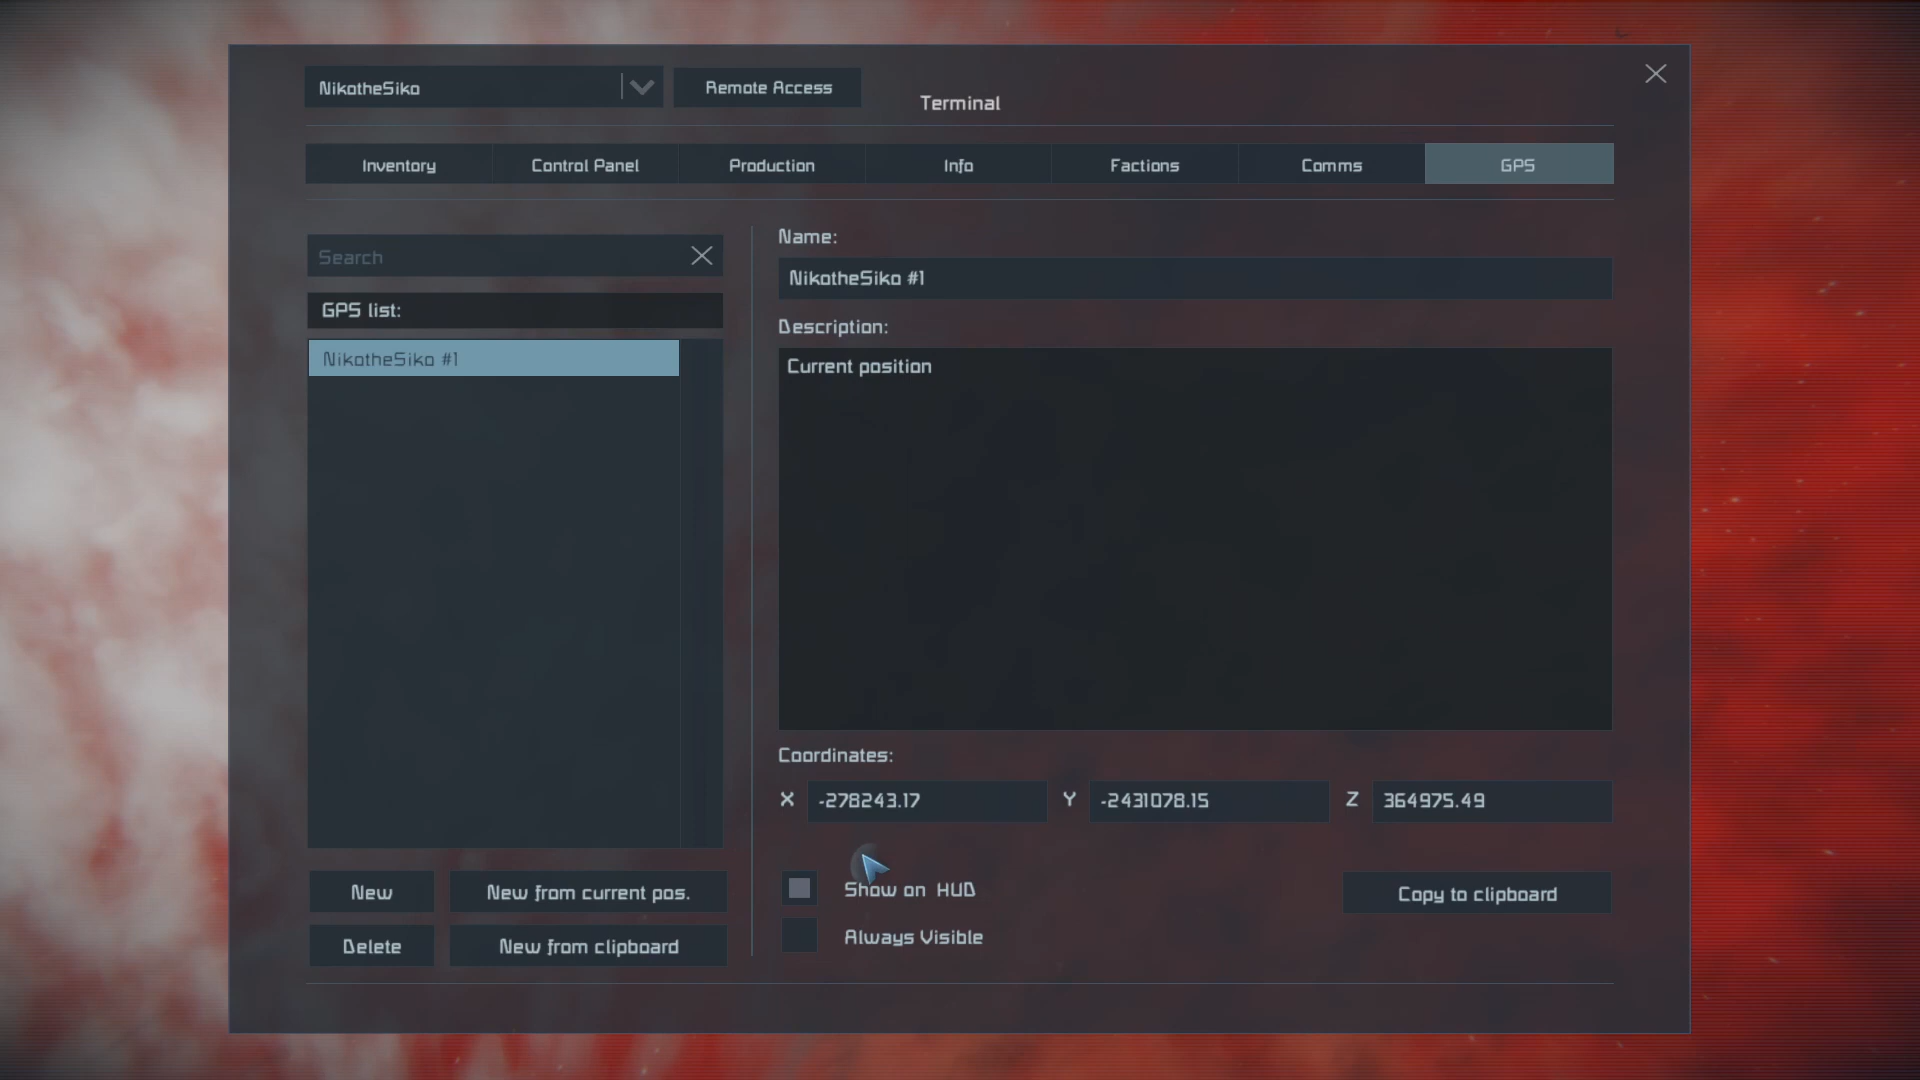 NikotheSiko
Remote Access
Terminal
Inventory
Control Panel
Production
Info
Factions
Comms
GPS
Search
GPS list:
NikotheSiko #1
New
New from current pos.
Delete
New from clipboard
Name:
NikotheSiko #1
Description:
Current position
Coordinates:
X -278243.17 Y -2431078.15 Z 364975.49
Show on HUD
Copy to clipboard
Always Visible